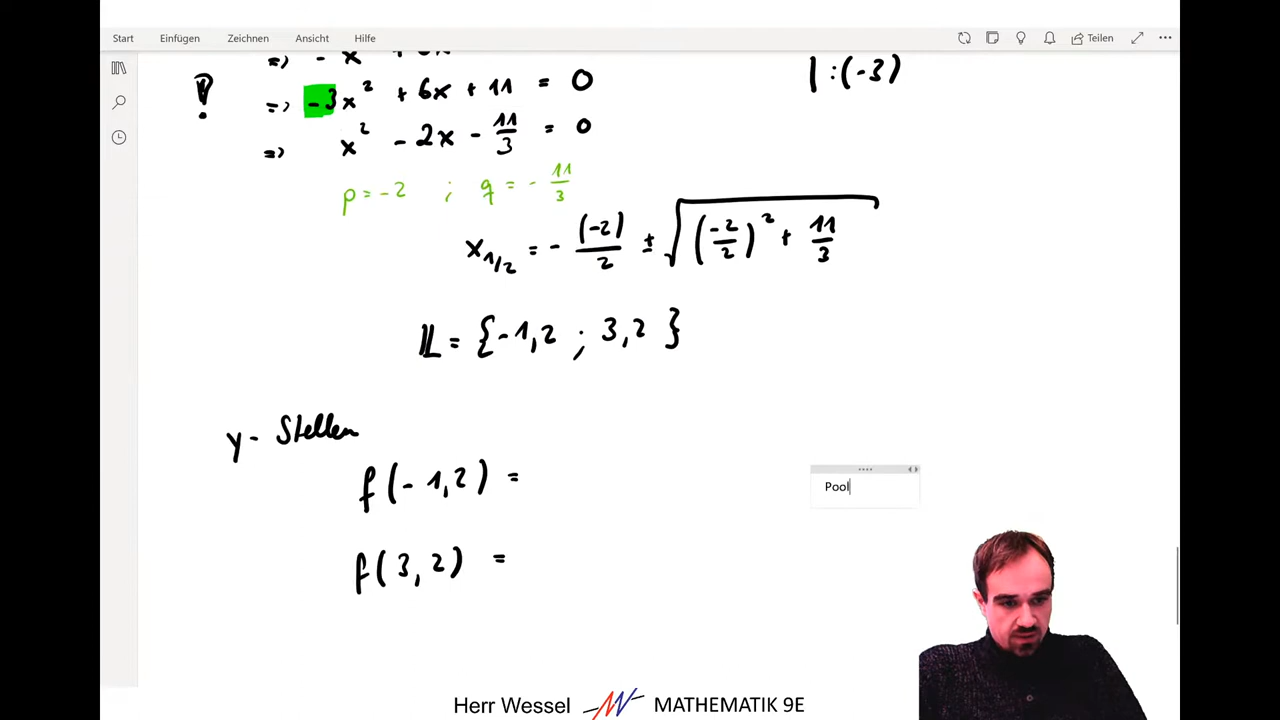 Start Einfügen Zeichnen Ansicht Hilfe Teilen
=> - x
=> -3x² + 6x + 11 = 0 | :(-3)
=> x² - 2x - 11/3 = 0
p = -2 ; q = - 11/3
x1/2 = - (-2)/2 ± √((-2/2)² + 11/3)
𝕃 = {-1,2 ; 3,2}
y- Stellen
f(-1,2) =
Pool
f(3,2) =
Herr Wessel MATHEMATIK 9E